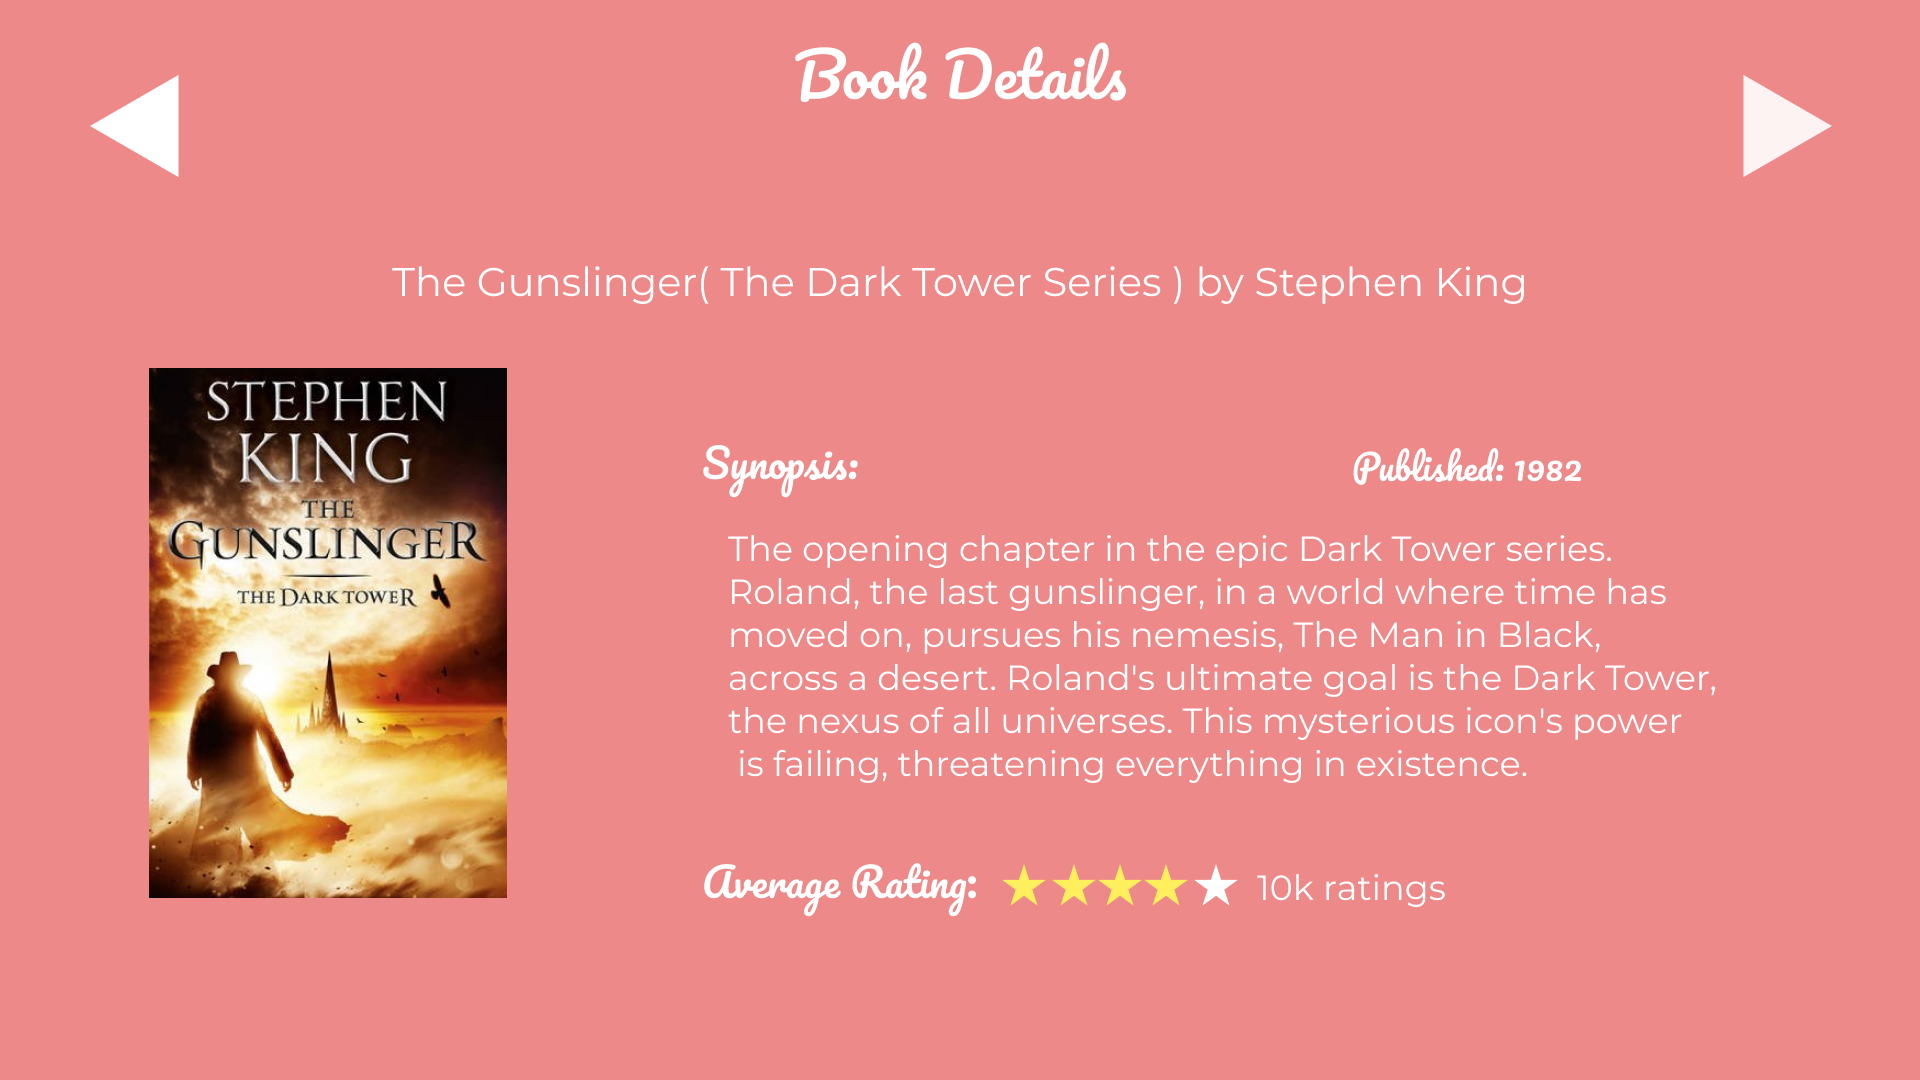 Book Details
The Gunslinger( The Dark Tower Series ) by Stephen King
STEPHEN
KING
THE
GUNSLINGER
THE DARK TOWER
Synopsis:
Published: 1982
The opening chapter in the epic Dark Tower series.
Roland, the last gunslinger, in a world where time has
moved on, pursues his nemesis, The Man in Black,
across a desert. Roland's ultimate goal is the Dark Tower,
the nexus of all universes. This mysterious icon's power
is failing, threatening everything in existence.
Average Rating:
10k ratings